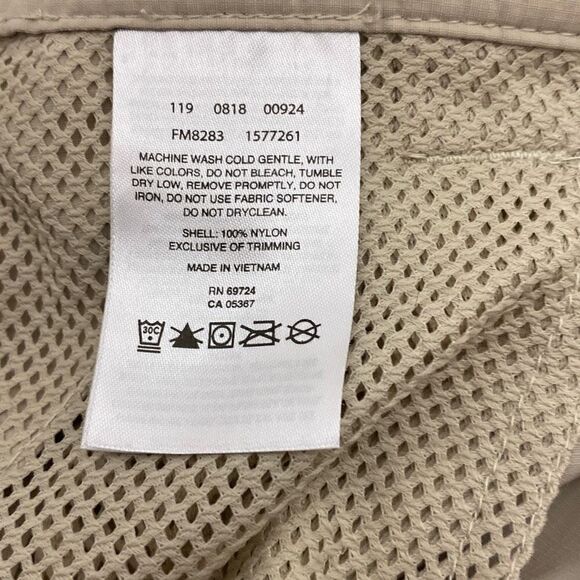 119 0818 00924
FM8283 1577261
MACHINE WASH COLD GENTLE, WITH
LIKE COLORS, DO NOT BLEACH, TUMBLE
DRY LOW, REMOVE PROMPTLY, DO NOT
IRON, DO NOT USE FABRIC SOFTENER,
DO NOT DRYCLEAN.
SHELL: 100% NYLON
EXCLUSIVE OF TRIMMING
MADE IN VIETNAM
RN 69724
CA 05367
30C